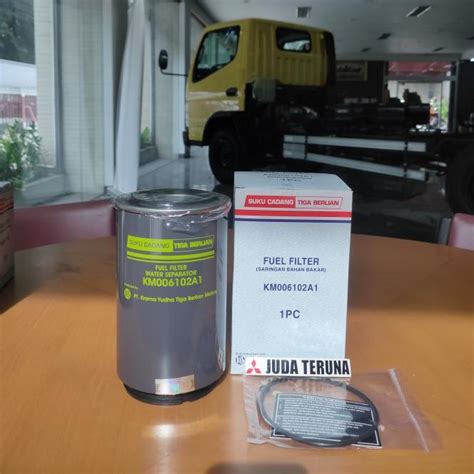 SUKU CADANG TIGA BERLIAN
FUEL FILTER
WATER SEPARATOR
KM006102A1
PT. Krama Yudha Tiga Berlian Motors
1PC
SUKU CADANG TIGA BERLIAN
FUEL FILTER
(SARINGAN BAHAN BAKAR)
KM006102A1
1PC
JUDA TERUNA